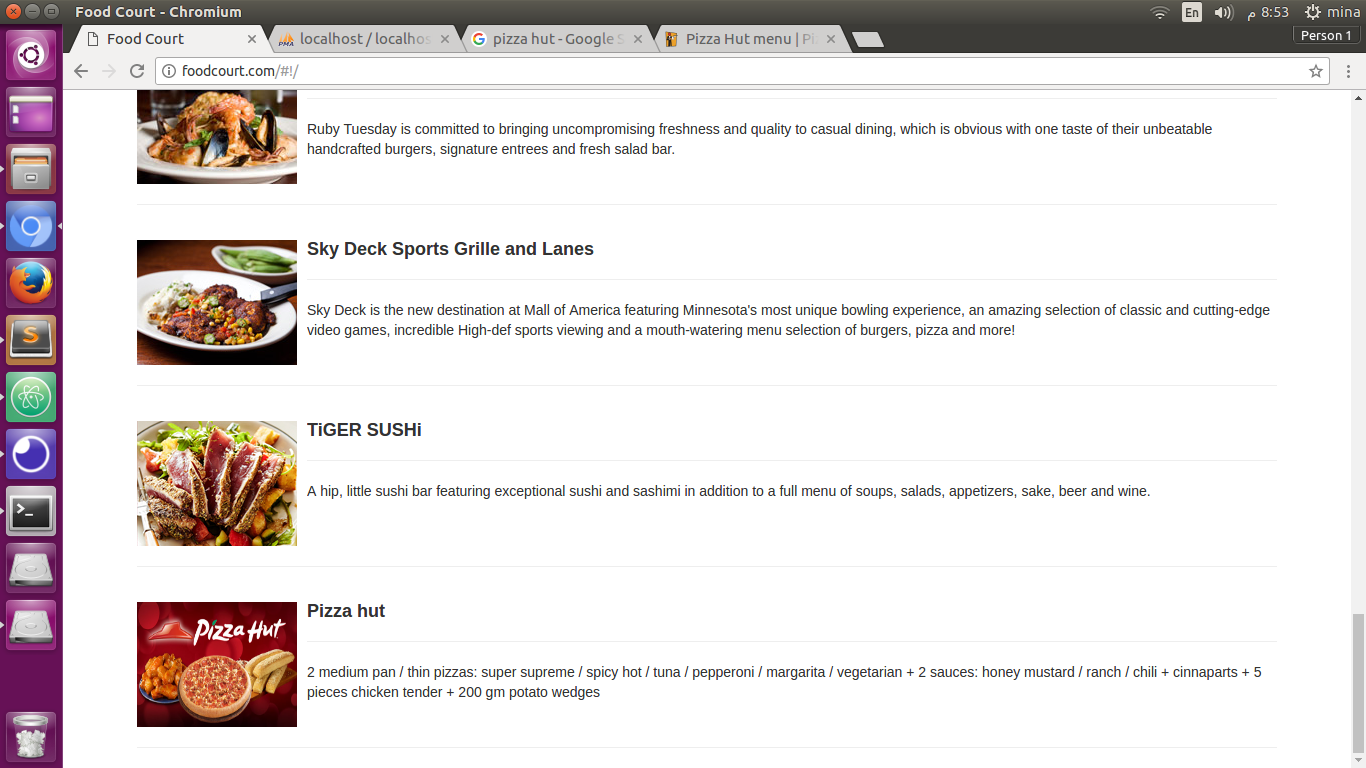 Food Court - Chromium
En
م 8:53
mina
Food Court
PMA
localhost / localhos
pizza hut - Google S
Pizza Hut menu | Pi
Person 1
foodcourt.com/#!/
Ruby Tuesday is committed to bringing uncompromising freshness and quality to casual dining, which is obvious with one taste of their unbeatable
handcrafted burgers, signature entrees and fresh salad bar.
Sky Deck Sports Grille and Lanes
Sky Deck is the new destination at Mall of America featuring Minnesota's most unique bowling experience, an amazing selection of classic and cutting-edge
video games, incredible High-def sports viewing and a mouth-watering menu selection of burgers, pizza and more!
TiGER SUSHi
A hip, little sushi bar featuring exceptional sushi and sashimi in addition to a full menu of soups, salads, appetizers, sake, beer and wine.
Pizza Hut
Pizza hut
2 medium pan / thin pizzas: super supreme / spicy hot / tuna / pepperoni / margarita / vegetarian + 2 sauces: honey mustard / ranch / chili + cinnaparts + 5
pieces chicken tender + 200 gm potato wedges